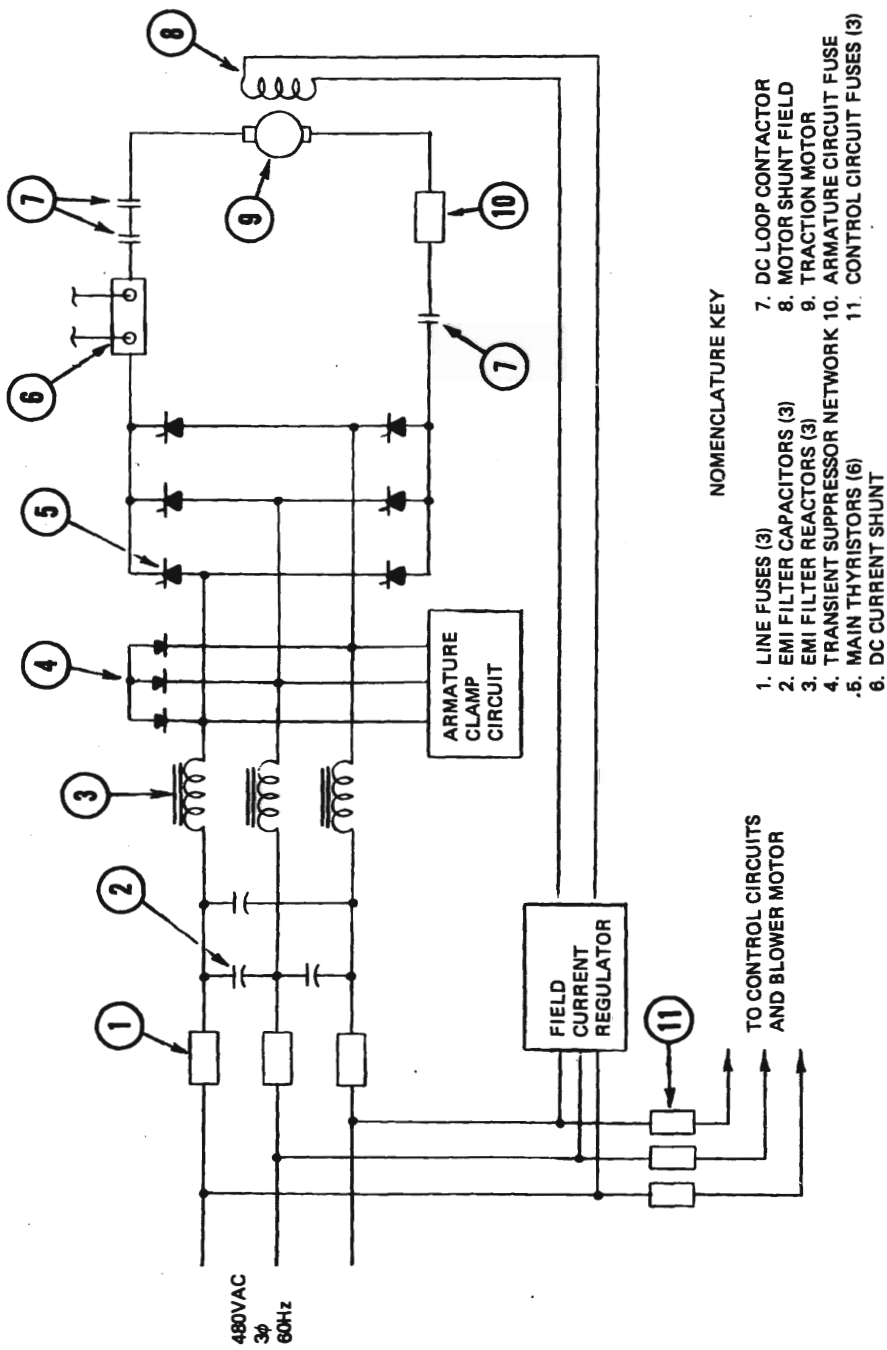 480VAC
3ϕ
60Hz
1
2
3
4
5
6
7
8
9
10
7
11
ARMATURE
CLAMP
CIRCUIT
FIELD
CURRENT
REGULATOR
TO CONTROL CIRCUITS
AND BLOWER MOTOR
NOMENCLATURE KEY
1. LINE FUSES (3)
2. EMI FILTER CAPACITORS (3)
3. EMI FILTER REACTORS (3)
4. TRANSIENT SUPPRESSOR NETWORK
.5. MAIN THYRISTORS (6)
6. DC CURRENT SHUNT
7. DC LOOP CONTACTOR
8. MOTOR SHUNT FIELD
9. TRACTION MOTOR
10. ARMATURE CIRCUIT FUSE
11. CONTROL CIRCUIT FUSES (3)